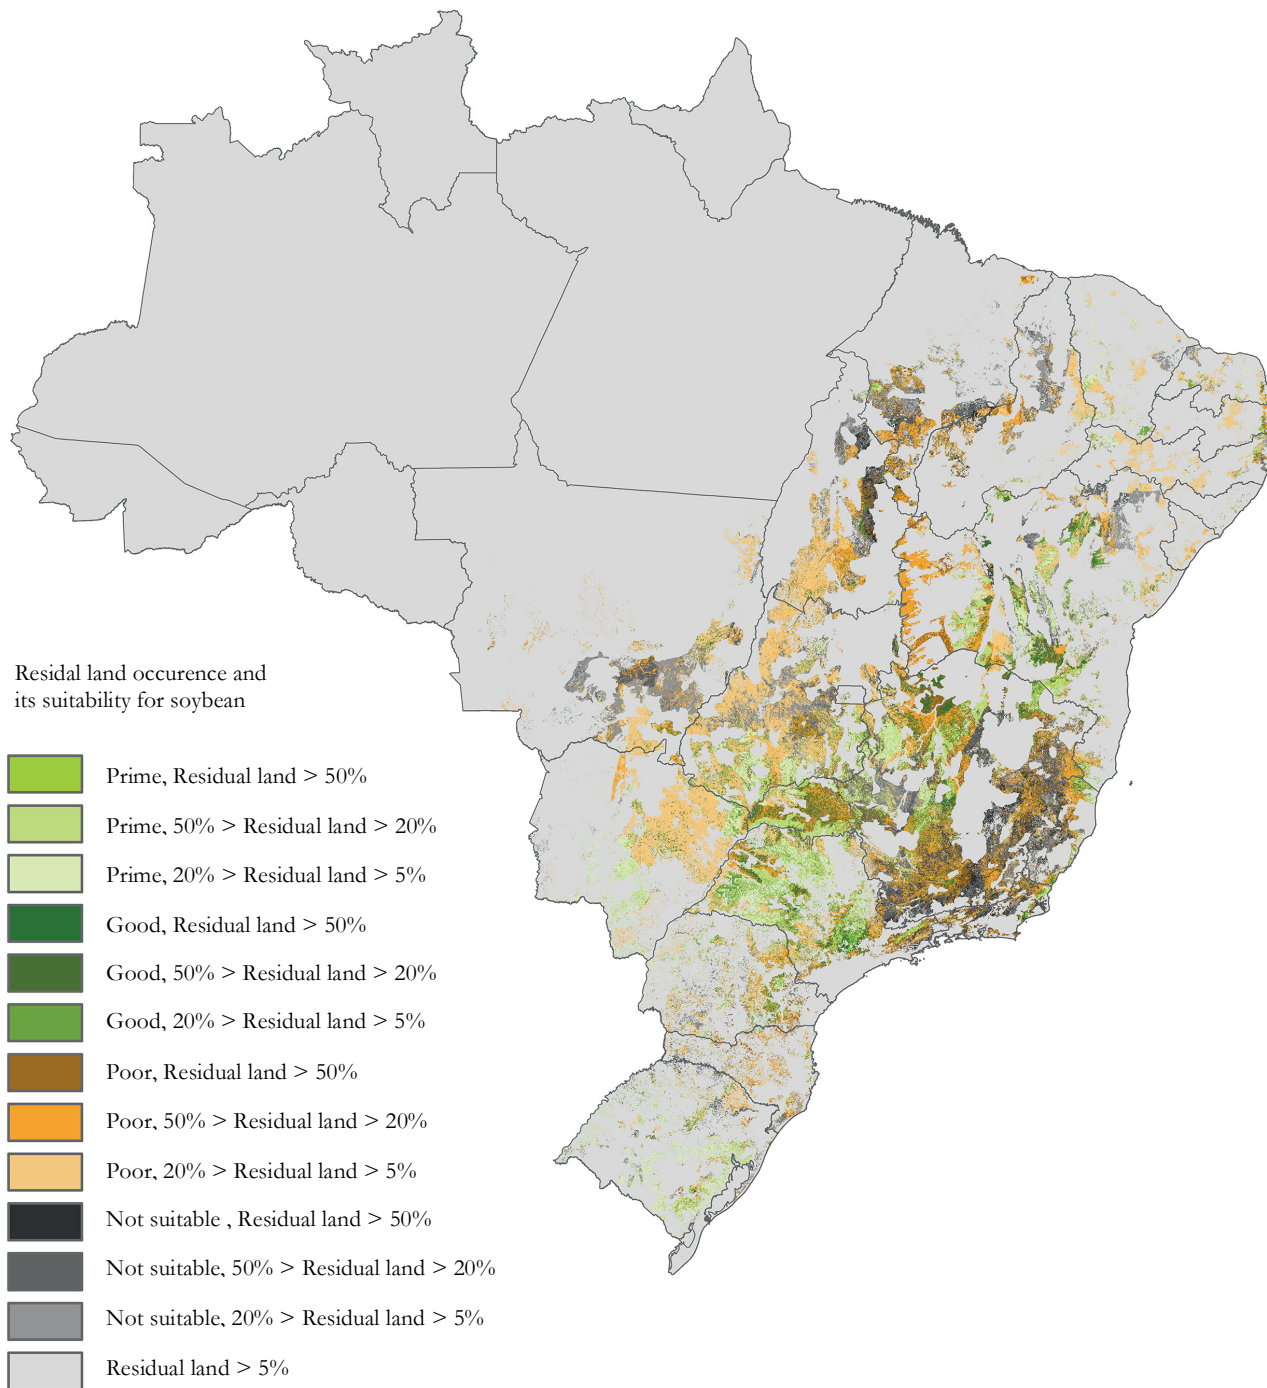 Residal land occurence and
its suitability for soybean
Prime, Residual land > 50%
Prime, 50% > Residual land > 20%
Prime, 20% > Residual land > 5%
Good, Residual land > 50%
Good, 50% > Residual land > 20%
Good, 20% > Residual land > 5%
Poor, Residual land > 50%
Poor, 50% > Residual land > 20%
Poor, 20% > Residual land > 5%
Not suitable , Residual land > 50%
Not suitable, 50% > Residual land > 20%
Not suitable, 20% > Residual land > 5%
Residual land > 5%